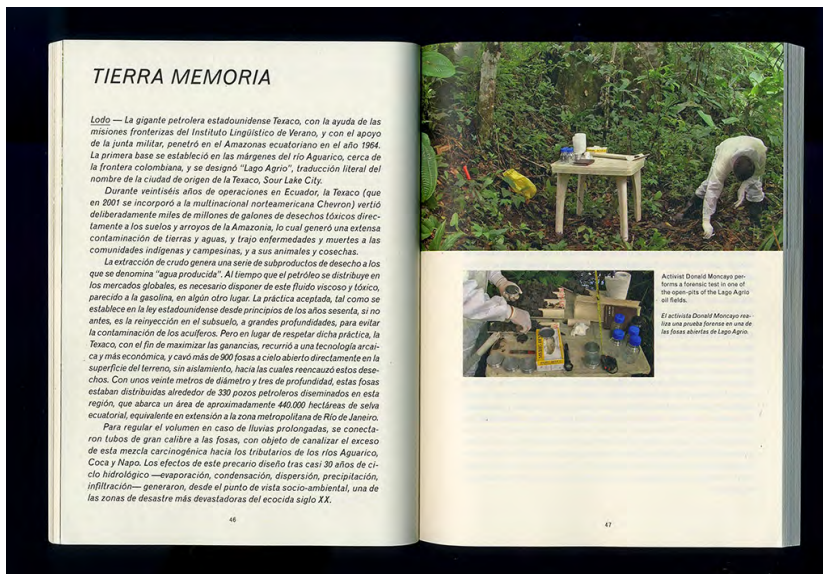 TIERRA MEMORIA
Lodo — La gigante petrolera estadounidense Texaco, con la ayuda de las
misiones fronterizas del Instituto Lingüístico de Verano, y con el apoyo
de la junta militar, penetró en el Amazonas ecuatoriano en el año 1964.
La primera base se estableció en las márgenes del río Aguarico, cerca de
la frontera colombiana, y se designó “Lago Agrio”, traducción literal del
nombre de la ciudad de origen de la Texaco, Sour Lake City.
Durante veintiséis años de operaciones en Ecuador, la Texaco (que
en 2001 se incorporó a la multinacional norteamericana Chevron) vertió
deliberadamente miles de millones de galones de desechos tóxicos direc-
tamente a los suelos y arroyos de la Amazonia, lo cual generó una extensa
contaminación de tierras y aguas, y trajo enfermedades y muertes a las
comunidades indígenas y campesinas, y a sus animales y cosechas.
La extracción de crudo genera una serie de subproductos de desecho a los
que se denomina “agua producida”. Al tiempo que el petróleo se distribuye en
los mercados globales, es necesario disponer de este fluido viscoso y tóxico,
parecido a la gasolina, en algún otro lugar. La práctica aceptada, tal como se
establece en la ley estadounidense desde principios de los años sesenta, si no
antes, es la reinyección en el subsuelo, a grandes profundidades, para evitar
la contaminación de los acuíferos. Pero en lugar de respetar dicha práctica, la
Texaco, con el fin de maximizar las ganancias, recurrió a una tecnología arcai-
ca y más económica, y cavó más de 900 fosas a cielo abierto directamente en la
superficie del terreno, sin aislamiento, hacia las cuales reencauzó estos dese-
chos. Con unos veinte metros de diámetro y tres de profundidad, estas fosas
estaban distribuidas alrededor de 330 pozos petroleros diseminados en esta
región, que abarca un área de aproximadamente 440.000 hectáreas de selva
ecuatorial, equivalente en extensión a la zona metropolitana de Río de Janeiro.
Para regular el volumen en caso de lluvias prolongadas, se conecta-
ron tubos de gran calibre a las fosas, con objeto de canalizar el exceso
de esta mezcla carcinogénica hacia los tributarios de los ríos Aguarico,
Coca y Napo. Los efectos de este precario diseño tras casi 30 años de ci-
clo hidrológico —evaporación, condensación, dispersión, precipitación,
infiltración— generaron, desde el punto de vista socio-ambiental, una de
las zonas de desastre más devastadoras del ecocida siglo XX.
46
Activist Donald Moncayo per-
forms a forensic test in one of
the open-pits of the Lago Agrio
oil fields.
El activista Donald Moncayo rea-
liza una prueba forense en una de
las fosas abiertas de Lago Agrio.
47